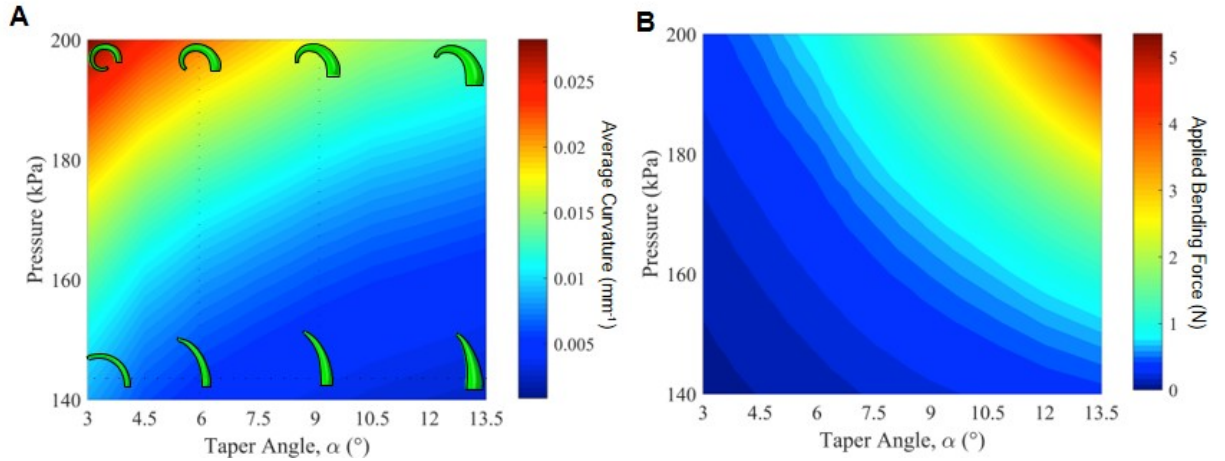 A
200
180
160
140
Pressure (kPa)
3 4.5 6 7.5 9 10.5 12 13.5
Taper Angle, α (°)
0.025
0.02
0.015
0.01
0.005
Average Curvature (mm⁻¹)
B
200
180
160
140
Pressure (kPa)
3 4.5 6 7.5 9 10.5 12 13.5
Taper Angle, α (°)
5
4
3
2
1
0
Applied Bending Force (N)